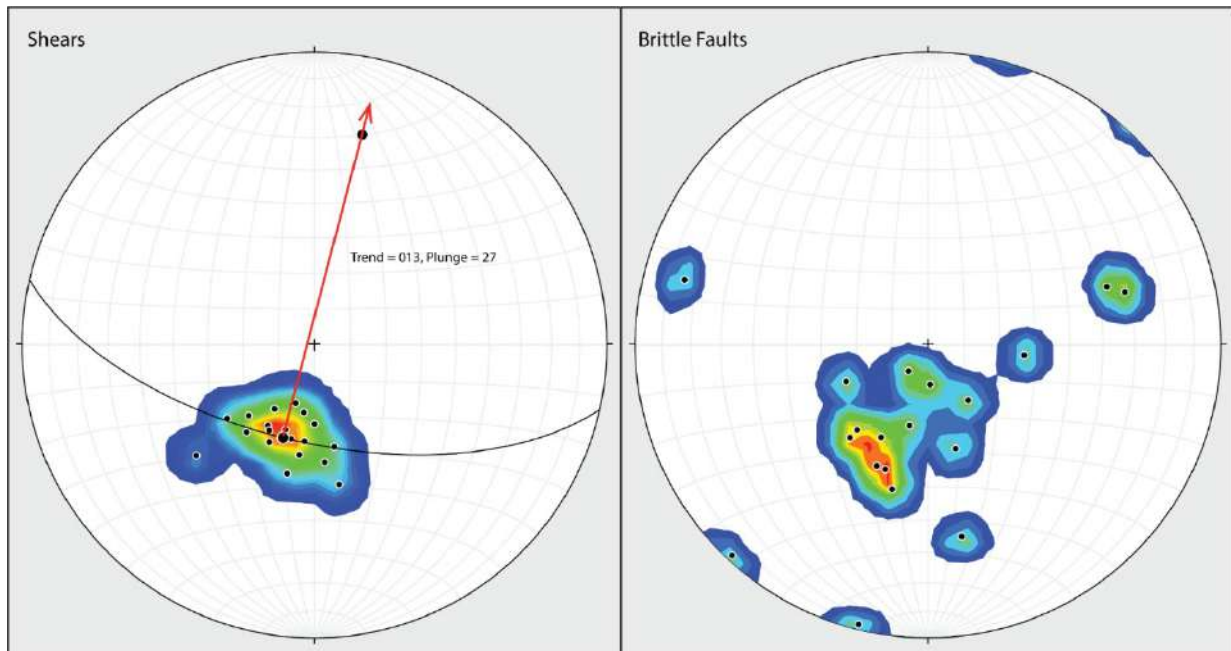 Shears
Brittle Faults
Trend = 013, Plunge = 27